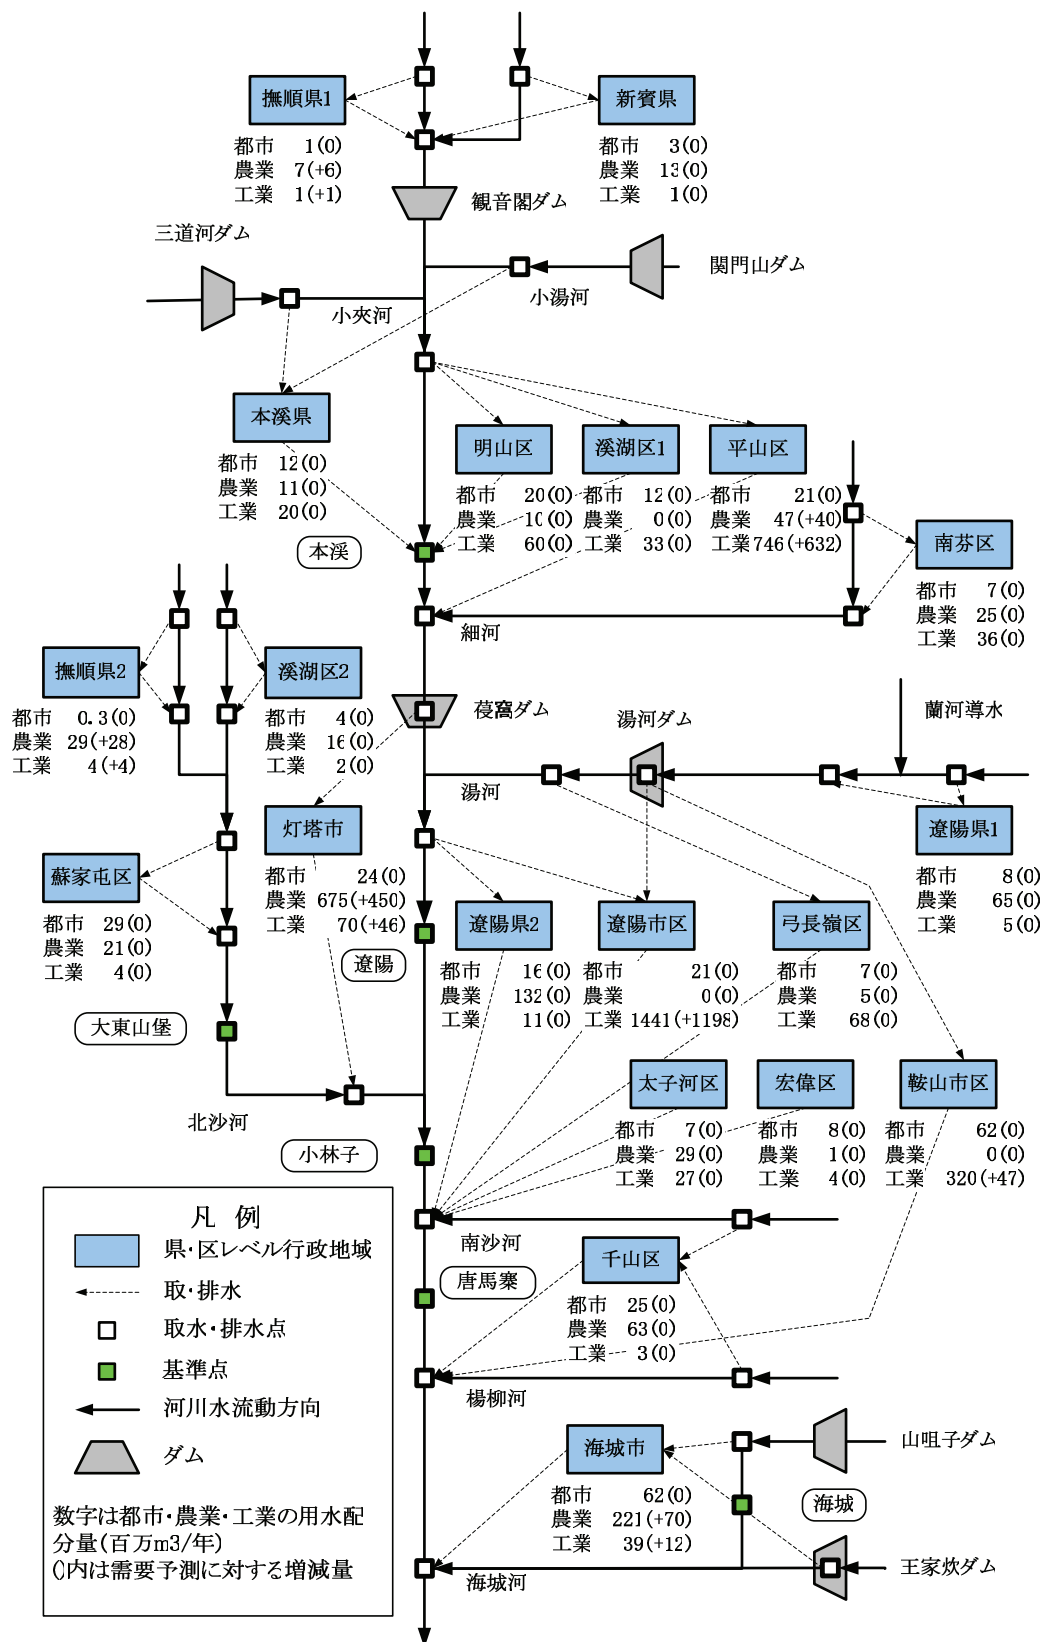 撫順県1
都市 1(0)
農業 7(+6)
工業 1(+1)
新賓県
都市 3(0)
農業 13(0)
工業 1(0)
観音閣ダム
三道河ダム
関門山ダム
小湯河
小夾河
本溪県
都市 12(0)
農業 11(0)
工業 20(0)
明山区
都市 20(0)
農業 10(0)
工業 60(0)
溪湖区1
都市 12(0)
農業 0(0)
工業 33(0)
平山区
都市 21(0)
農業 47(+40)
工業 746(+632)
南芬区
都市 7(0)
農業 25(0)
工業 36(0)
本渓
細河
撫順県2
都市 0.3(0)
農業 29(+28)
工業 4(+4)
溪湖区2
都市 4(0)
農業 16(0)
工業 2(0)
葠窩ダム
湯河ダム
蘭河導水
湯河
灯塔市
都市 24(0)
農業 675(+450)
工業 70(+46)
遼陽県1
都市 8(0)
農業 65(0)
工業 5(0)
蘇家屯区
都市 29(0)
農業 21(0)
工業 4(0)
遼陽県2
都市 16(0)
農業 132(0)
工業 11(0)
遼陽市区
都市 21(0)
農業 0(0)
工業 1441(+1198)
弓長嶺区
都市 7(0)
農業 5(0)
工業 68(0)
遼陽
大東山堡
太子河区
都市 7(0)
農業 29(0)
工業 27(0)
宏偉区
都市 8(0)
農業 1(0)
工業 4(0)
鞍山市区
都市 62(0)
農業 0(0)
工業 320(+47)
北沙河
小林子
南沙河
唐馬寨
千山区
都市 25(0)
農業 63(0)
工業 3(0)
楊柳河
海城市
都市 62(0)
農業 221(+70)
工業 39(+12)
山咀子ダム
海城
王家炊ダム
海城河
凡 例
県・区レベル行政地域
取・排水
取水・排水点
基準点
河川水流動方向
ダム
数字は都市・農業・工業の用水配
分量(百万m3/年)
()内は需要予測に対する増減量